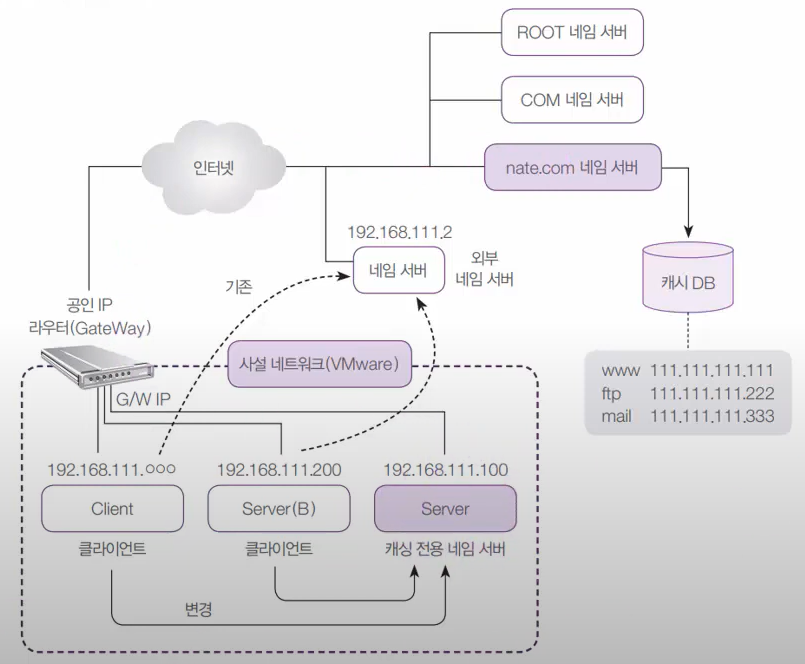 ROOT 네임 서버
COM 네임 서버
인터넷
nate.com 네임 서버
192.168.111.2
네임 서버
외부
네임 서버
캐시 DB
기존
공인 IP
라우터(GateWay)
사설 네트워크(VMware)
www 111.111.111.111
ftp 111.111.111.222
mail 111.111.111.333
G/W IP
192.168.111.○○○
192.168.111.200
192.168.111.100
Client
Server(B)
Server
클라이언트
클라이언트
캐싱 전용 네임 서버
변경